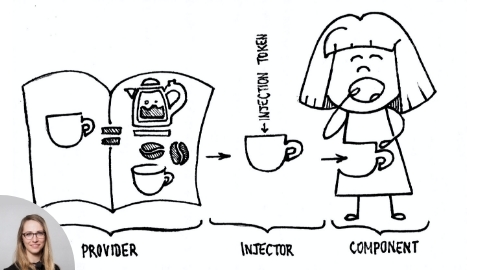 INJECTION TOKEN
PROVIDER
INJECTOR
COMPONENT